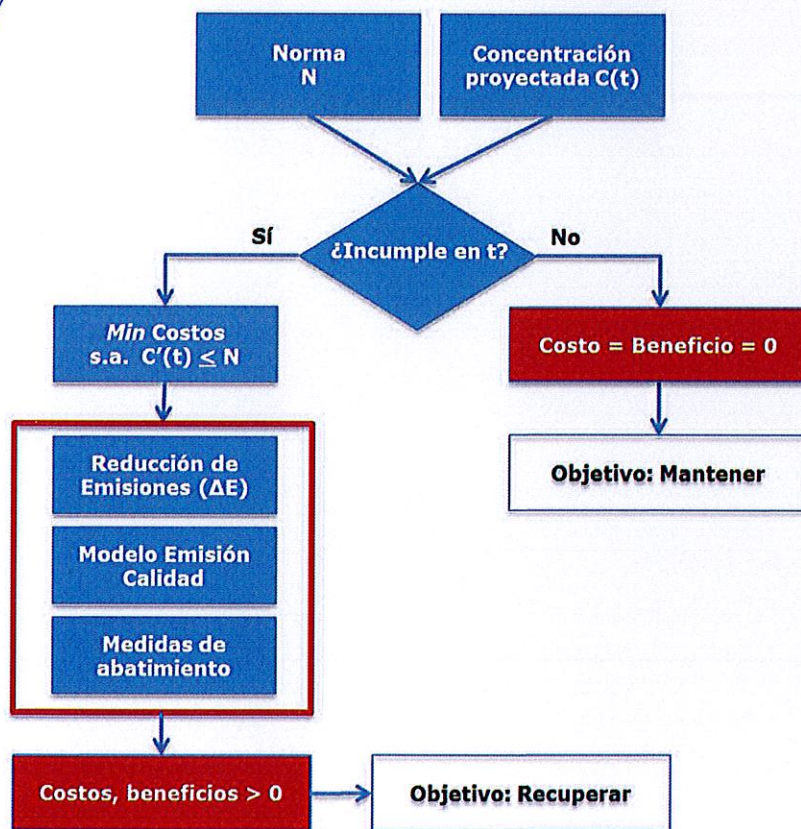 Norma
N
Concentración
proyectada C(t)
¿Incumple en t?
Sí
No
Min Costos
s.a. C'(t) ≤ N
Costo = Beneficio = 0
Reducción de
Emisiones (ΔE)
Objetivo: Mantener
Modelo Emisión
Calidad
Medidas de
abatimiento
Costos, beneficios > 0
Objetivo: Recuperar